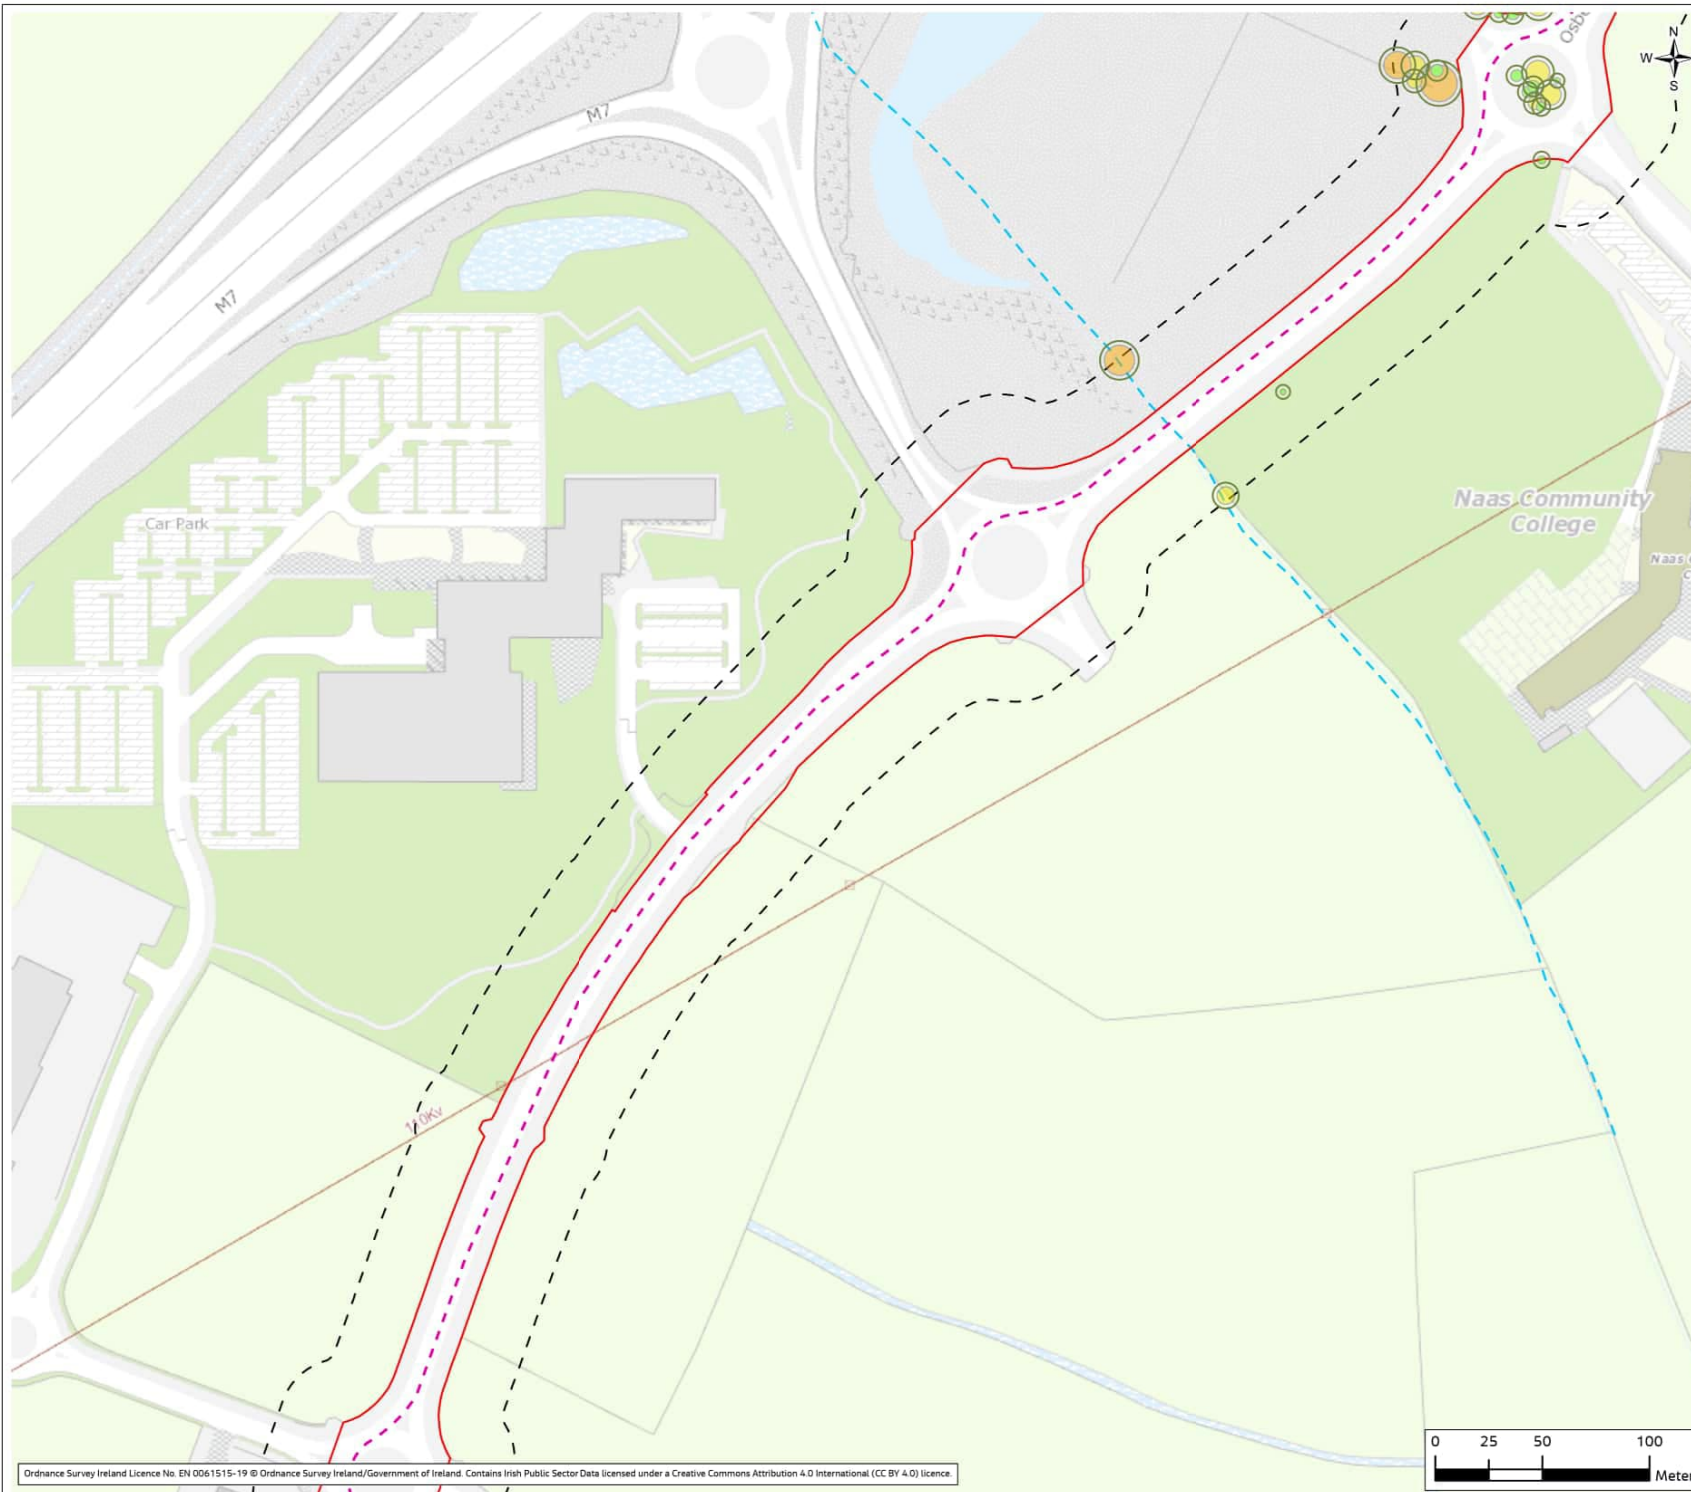 Osb
N
W
S
M7
M7
Car Park
Naas Community
College
Naas
C
110Kv
0 25 50 100
Meter
Ordnance Survey Ireland Licence No. EN 0061515-19 © Ordnance Survey Ireland/Government of Ireland. Contains Irish Public Sector Data licensed under a Creative Commons Attribution 4.0 International (CC BY 4.0) licence.